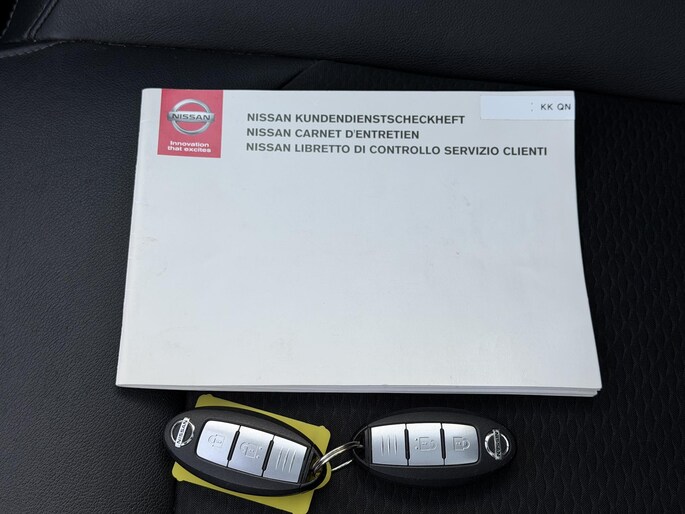 NISSAN
Innovation
that excites
NISSAN KUNDENDIENSTSCHECKHEFT
NISSAN CARNET D'ENTRETIEN
NISSAN LIBRETTO DI CONTROLLO SERVIZIO CLIENTI
KK QN